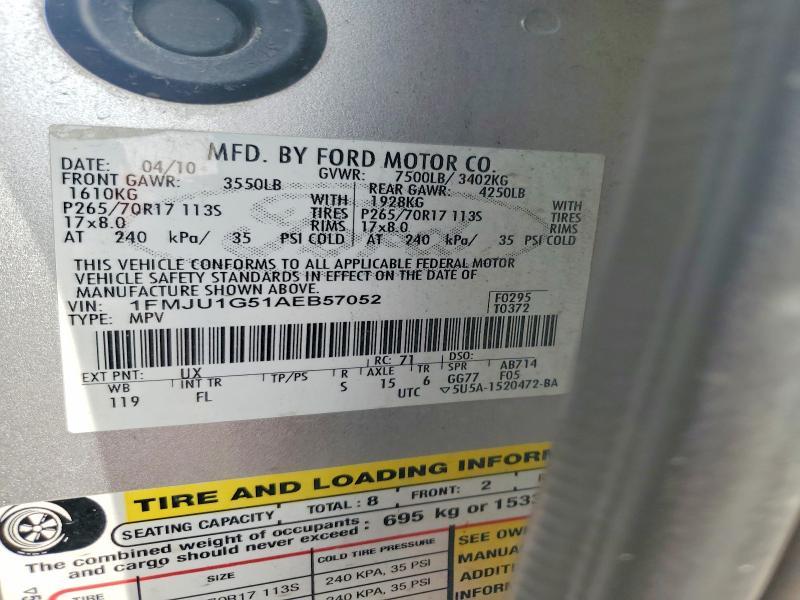 MFD. BY FORD MOTOR CO.
DATE: 04/10 GVWR: 7500LB/ 3402KG
FRONT GAWR: 3550LB REAR GAWR: 4250LB
1610KG WITH 1928KG WITH
P265/70R17 113S TIRES P265/70R17 113S TIRES
17x8.0 RIMS 17x8.0 RIMS
AT 240 kPa/ 35 PSI COLD AT 240 kPa/ 35 PSI COLD
THIS VEHICLE CONFORMS TO ALL APPLICABLE FEDERAL MOTOR
VEHICLE SAFETY STANDARDS IN EFFECT ON THE DATE OF
MANUFACTURE SHOWN ABOVE.
VIN: 1FMJU1G51AEB57052 F0295
TYPE: MPV T0372
EXT PNT: UX RC: 71 DSO:
WB INT TR TP/PS R AXLE TR SPR AB714
119 FL S 15 6 GG77 F05
UTC ▽5U5A-1520472-BA
TIRE AND LOADING INFOR
SEATING CAPACITY TOTAL : 8 FRONT: 2
The combined weight of occupants : 695 kg or 1533
and cargo should never exceed :
TIRE SIZE COLD TIRE PRESSURE SEE OW
70R17 113S 240 KPA, 35 PSI MANUA
240 KPA, 35 PSI ADDIT
INFOR